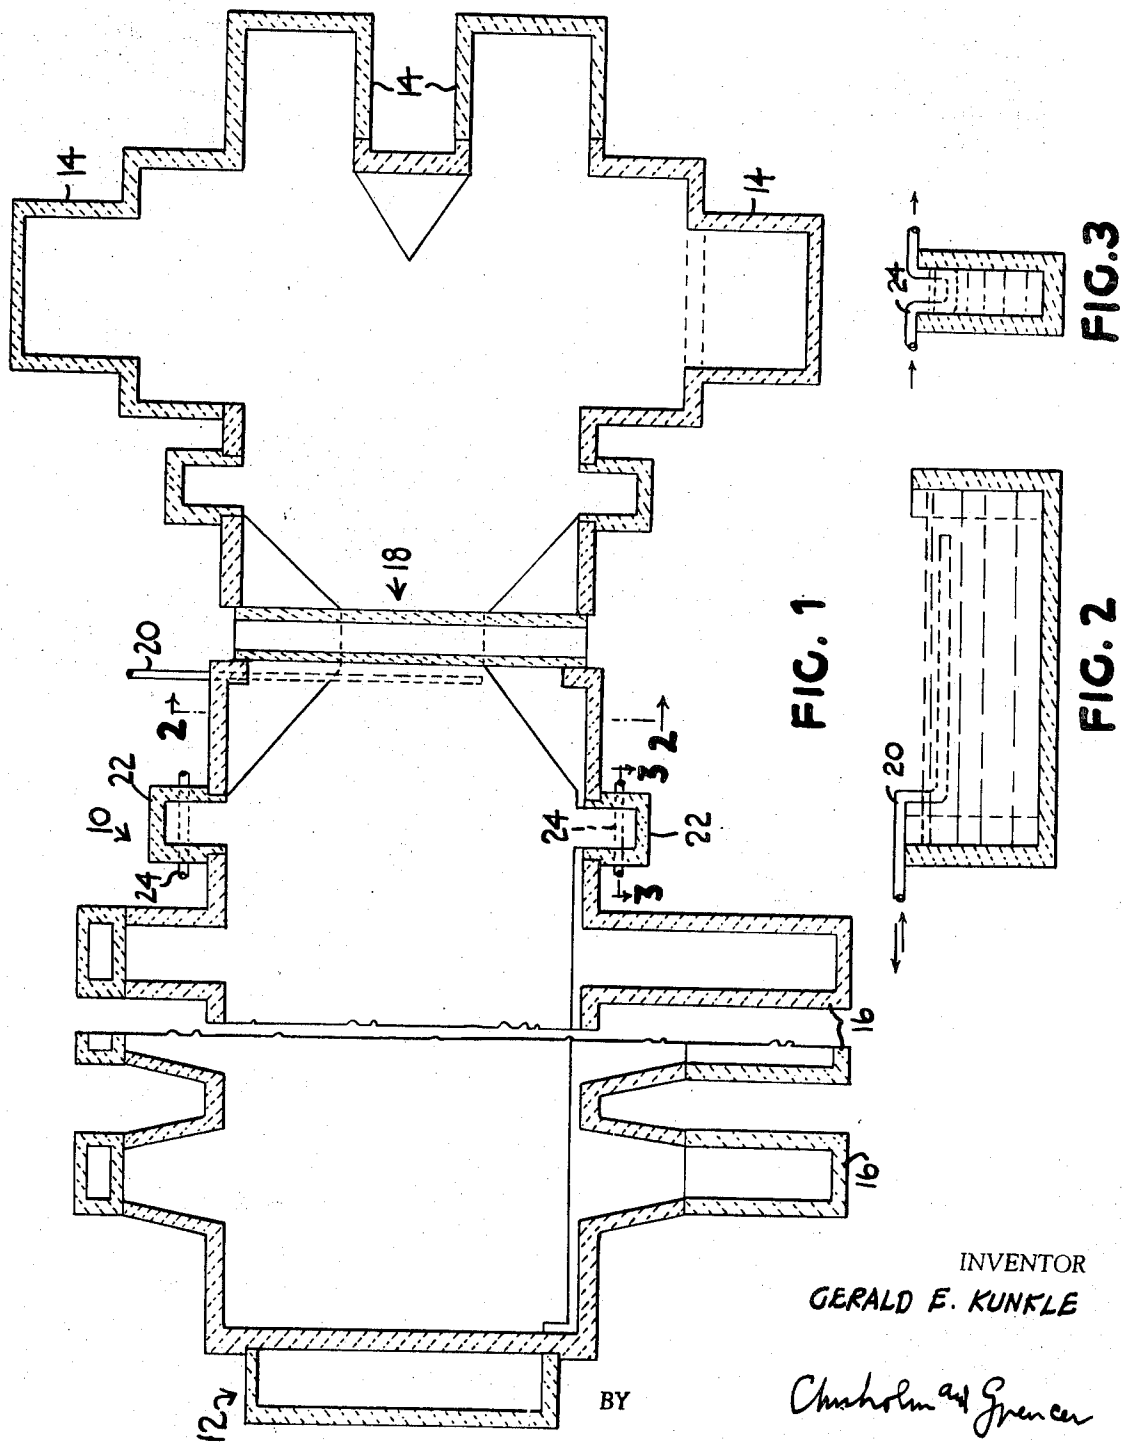 14
14
14
14
24
FIG. 3
18
20
2
2
FIG. 1
20
FIG. 2
22
10
24
3
24
22
3
16
16
12
INVENTOR
GERALD E. KUNKLE
BY
Chisholm and Spencer